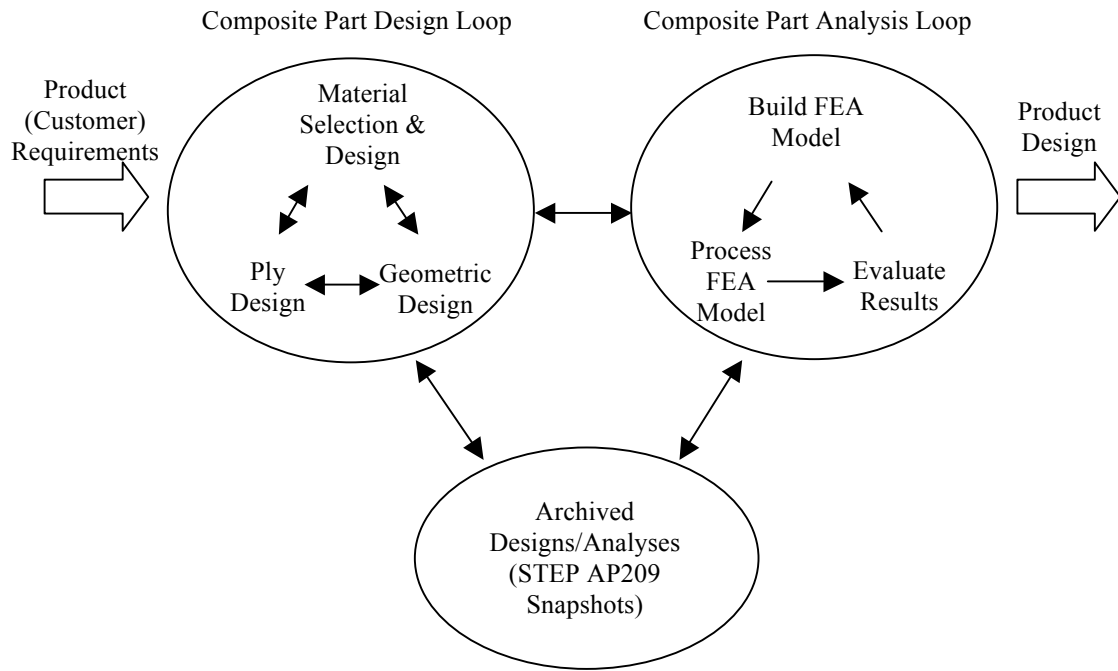 Composite Part Design Loop
Composite Part Analysis Loop
Product
(Customer)
Requirements
Material
Selection &
Design
Ply
Design
Geometric
Design
Build FEA
Model
Process
FEA
Model
Evaluate
Results
Product
Design
Archived
Designs/Analyses
(STEP AP209
Snapshots)